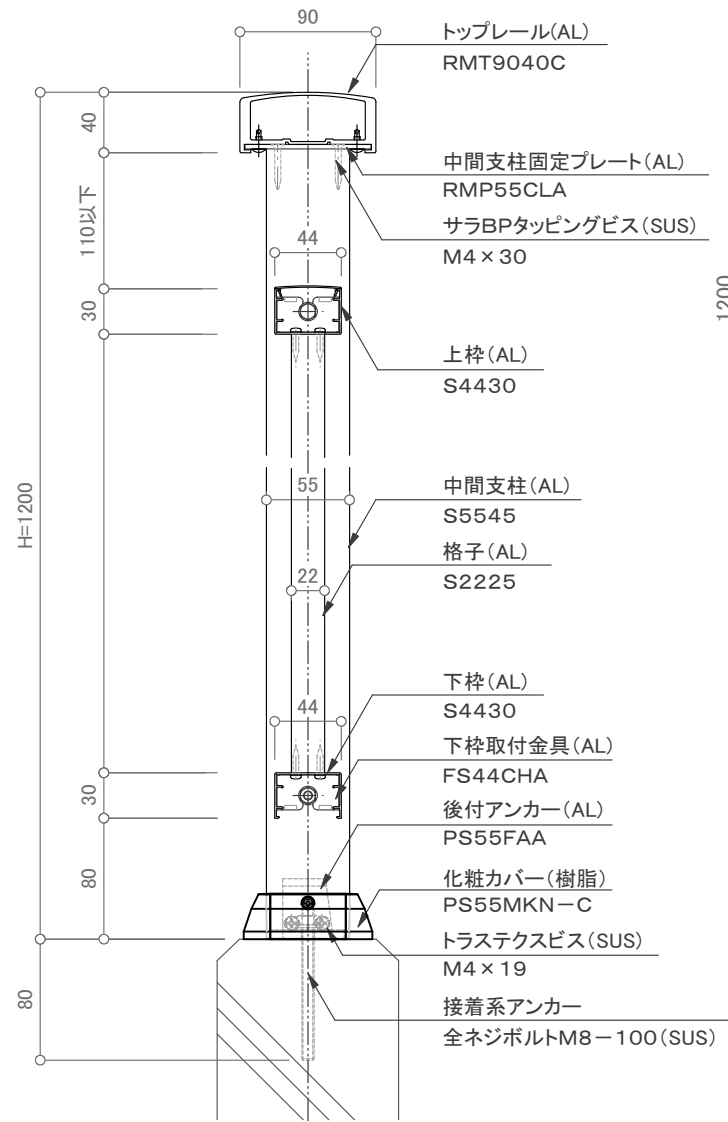 90
トップレール(AL)
RMT9040C
40
中間支柱固定プレート(AL)
RMP55CLA
110以下
サラBPタッピングビス(SUS)
M4×30
44
1200
30
上枠(AL)
S4430
H=1200
55
中間支柱(AL)
S5545
格子(AL)
S2225
22
下枠(AL)
S4430
44
下枠取付金具(AL)
FS44CHA
30
後付アンカー(AL)
PS55FAA
80
化粧カバー(樹脂)
PS55MKN－C
トラステクスビス(SUS)
M4×19
80
接着系アンカー
全ネジボルトM8－100(SUS)